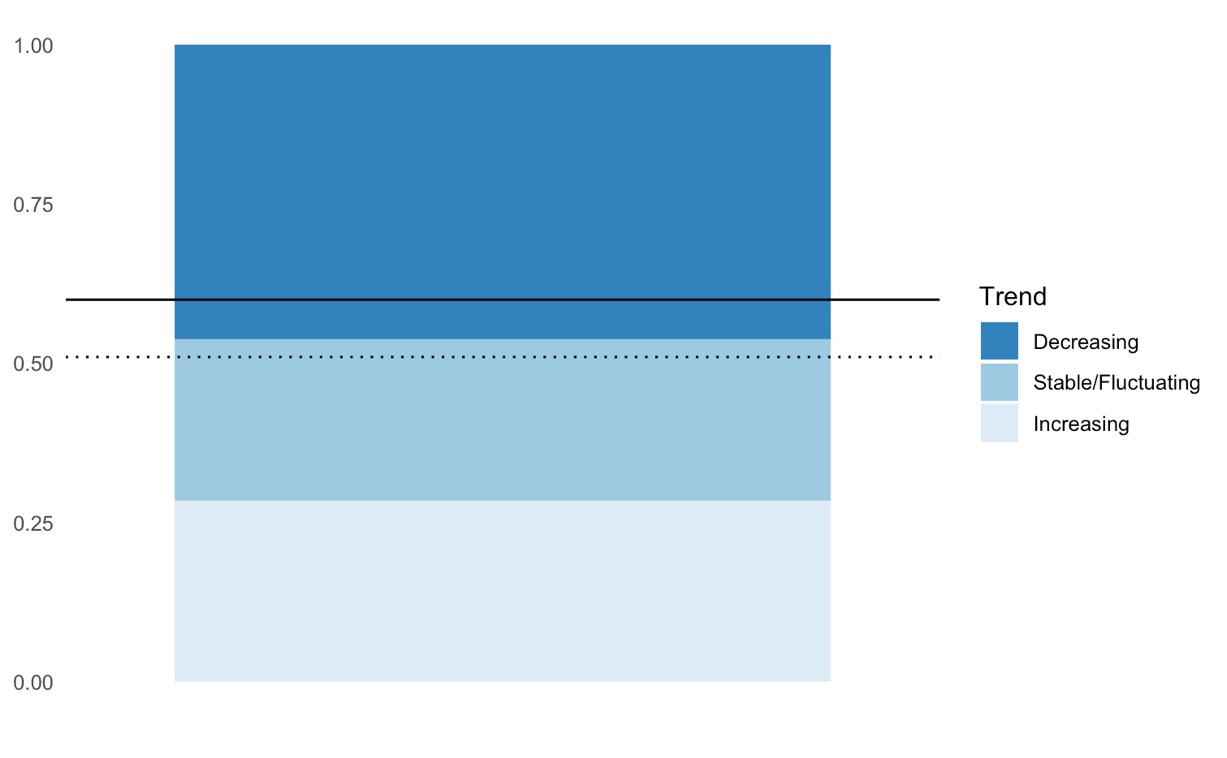 1.00
0.75
0.50
0.25
0.00
Trend
Decreasing
Stable/Fluctuating
Increasing